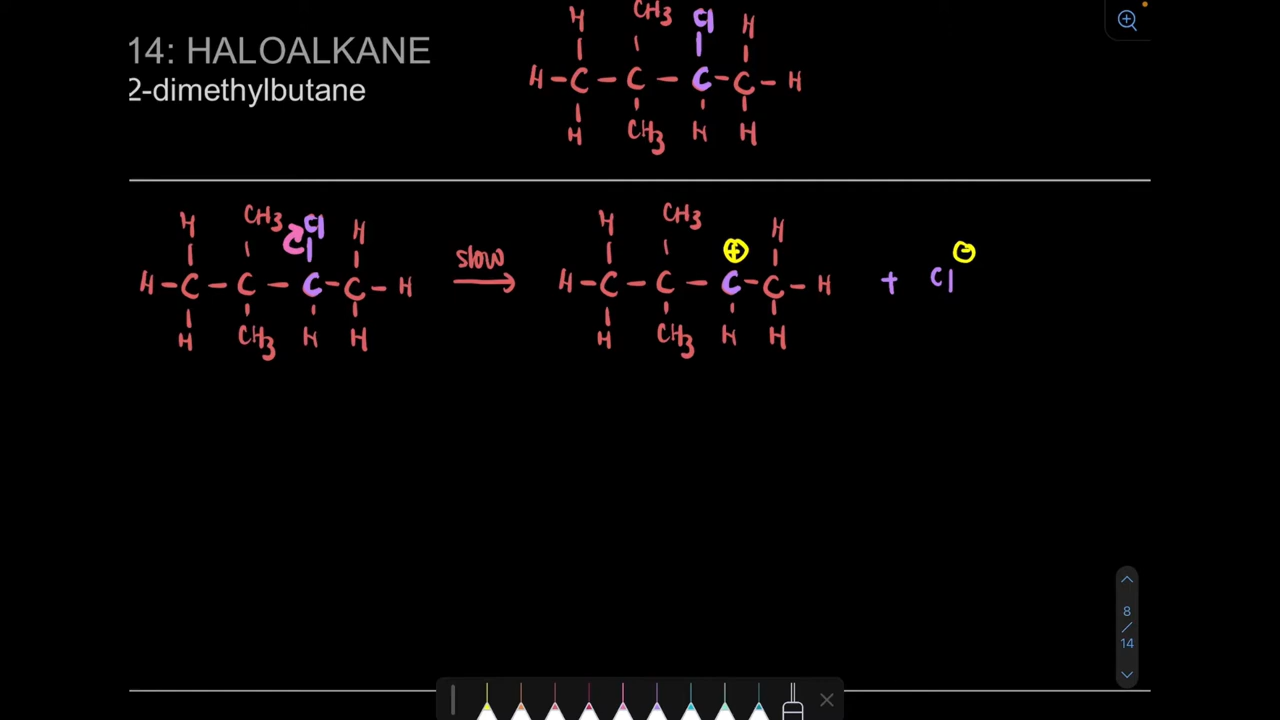 14: HALOALKANE
2-dimethylbutane
H CH3 Cl H
H - C - C - C - C - H
H CH3 H H
H CH3 Cl H H CH3 ⊕ H ⊖
H - C - C - C - C - H slow H - C - C - C - C - H + Cl
H CH3 H H H CH3 H H
8
/
14